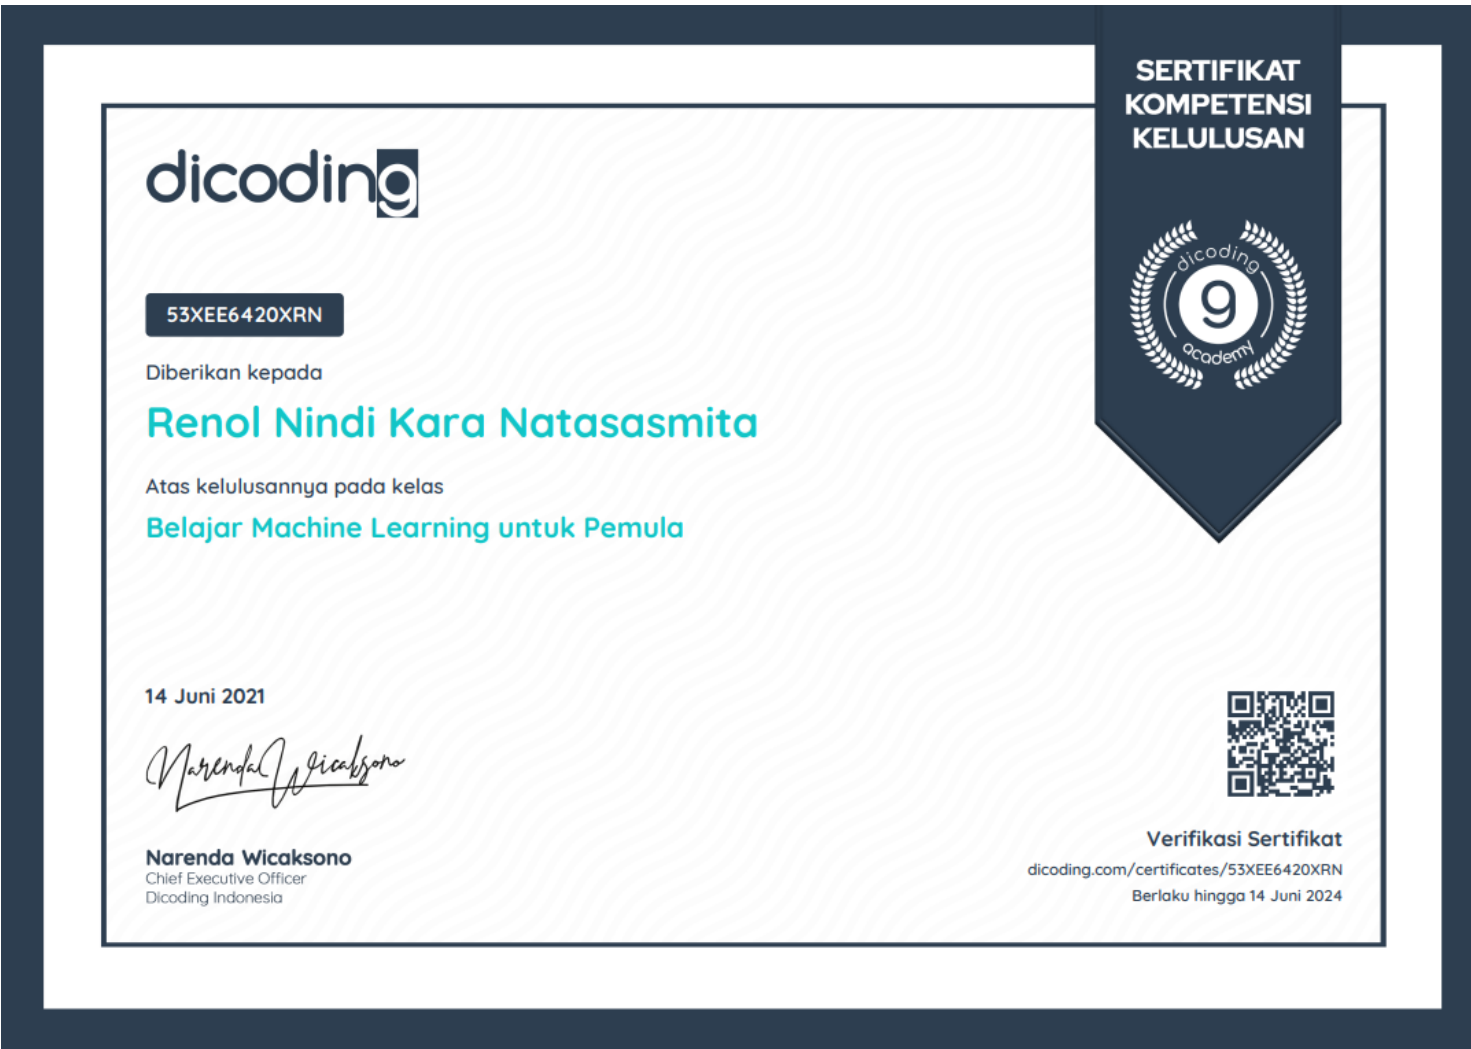 SERTIFIKAT
KOMPETENSI
KELULUSAN
dicoding
dicoding
9
academy
53XEE6420XRN
Diberikan kepada
Renol Nindi Kara Natasasmita
Atas kelulusannya pada kelas
Belajar Machine Learning untuk Pemula
14 Juni 2021
Narenda Wicaksono
Narenda Wicaksono
Chief Executive Officer
Dicoding Indonesia
Verifikasi Sertifikat
dicoding.com/certificates/53XEE6420XRN
Berlaku hingga 14 Juni 2024